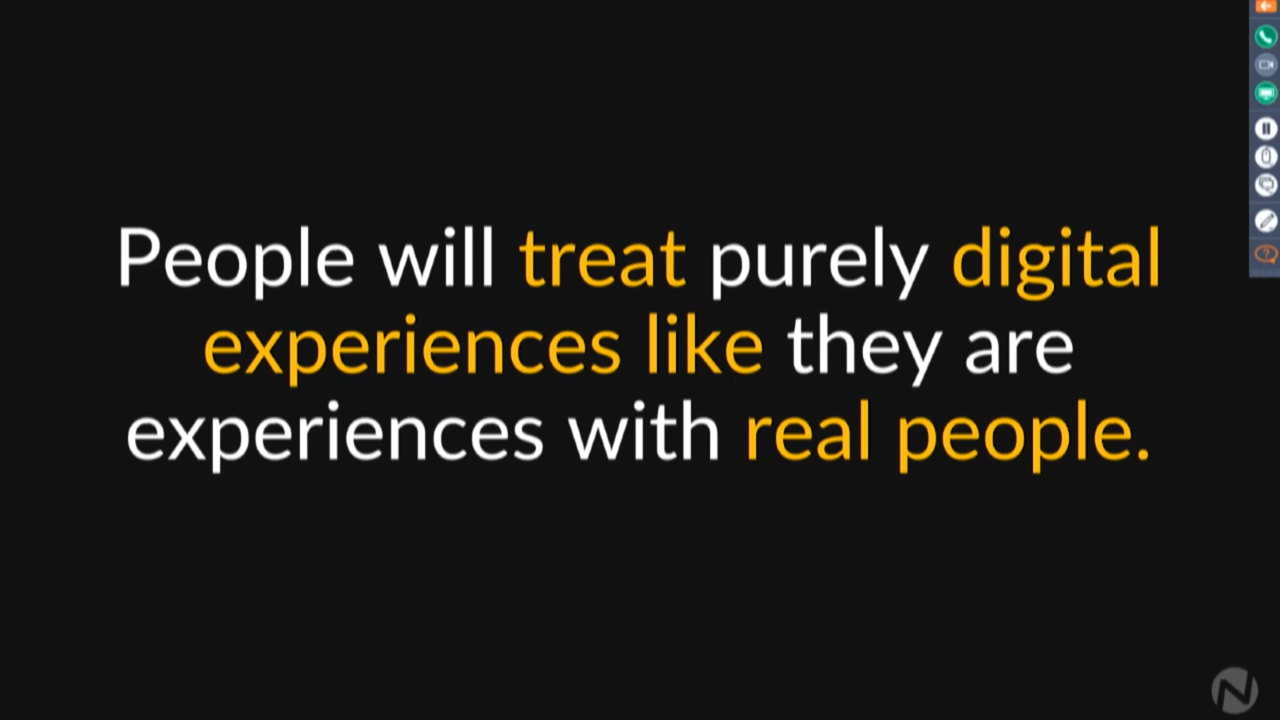 People will treat purely digital
experiences like they are
experiences with real people.